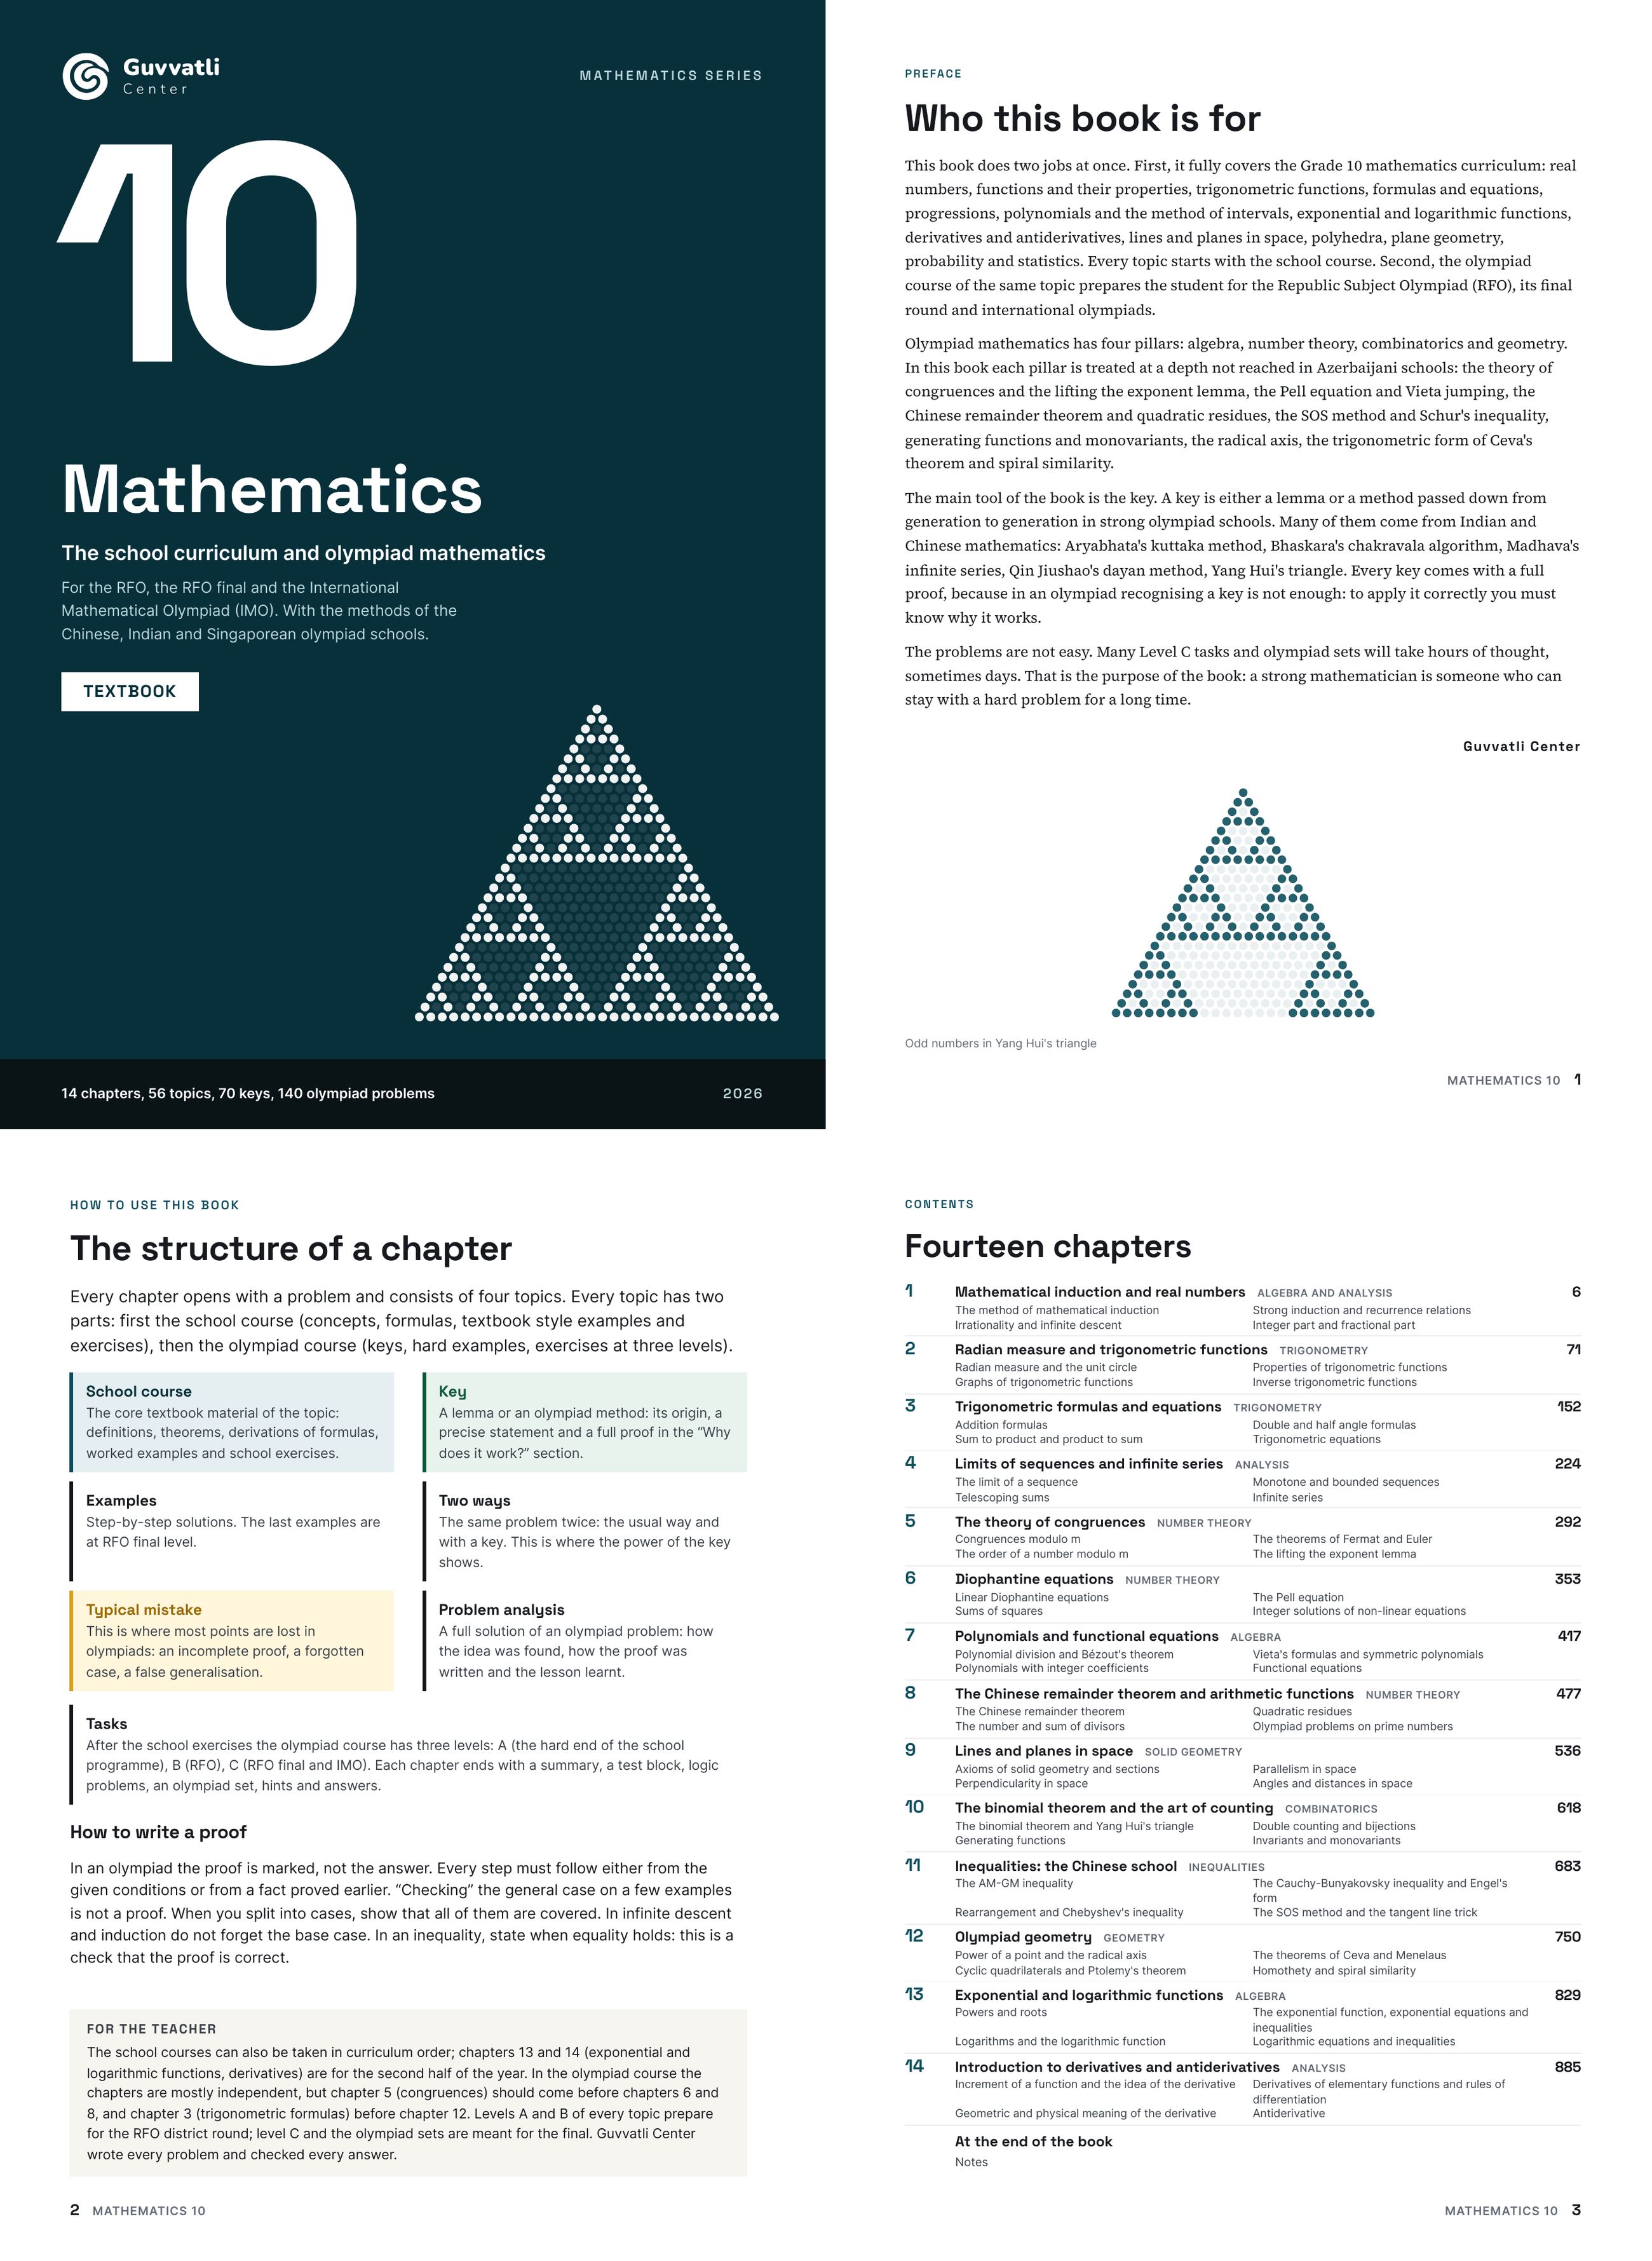 Guvvatli
Center
MATHEMATICS SERIES
10
Mathematics
The school curriculum and olympiad mathematics
For the RFO, the RFO final and the International
Mathematical Olympiad (IMO). With the methods of the
Chinese, Indian and Singaporean olympiad schools.
TEXTBOOK
14 chapters, 56 topics, 70 keys, 140 olympiad problems
2026
PREFACE
Who this book is for
This book does two jobs at once. First, it fully covers the Grade 10 mathematics curriculum: real
numbers, functions and their properties, trigonometric functions, formulas and equations,
progressions, polynomials and the method of intervals, exponential and logarithmic functions,
derivatives and antiderivatives, lines and planes in space, polyhedra, plane geometry,
probability and statistics. Every topic starts with the school course. Second, the olympiad
course of the same topic prepares the student for the Republic Subject Olympiad (RFO), its final
round and international olympiads.
Olympiad mathematics has four pillars: algebra, number theory, combinatorics and geometry.
In this book each pillar is treated at a depth not reached in Azerbaijani schools: the theory of
congruences and the lifting the exponent lemma, the Pell equation and Vieta jumping, the
Chinese remainder theorem and quadratic residues, the SOS method and Schur's inequality,
generating functions and monovariants, the radical axis, the trigonometric form of Ceva's
theorem and spiral similarity.
The main tool of the book is the key. A key is either a lemma or a method passed down from
generation to generation in strong olympiad schools. Many of them come from Indian and
Chinese mathematics: Aryabhata's kuttaka method, Bhaskara's chakravala algorithm, Madhava's
infinite series, Qin Jiushao's dayan method, Yang Hui's triangle. Every key comes with a full
proof, because in an olympiad recognising a key is not enough: to apply it correctly you must
know why it works.
The problems are not easy. Many Level C tasks and olympiad sets will take hours of thought,
sometimes days. That is the purpose of the book: a strong mathematician is someone who can
stay with a hard problem for a long time.
Guvvatli Center
Odd numbers in Yang Hui's triangle
MATHEMATICS 10 1
HOW TO USE THIS BOOK
The structure of a chapter
Every chapter opens with a problem and consists of four topics. Every topic has two
parts: first the school course (concepts, formulas, textbook style examples and
exercises), then the olympiad course (keys, hard examples, exercises at three levels).
School course
The core textbook material of the topic:
definitions, theorems, derivations of formulas,
worked examples and school exercises.
Key
A lemma or an olympiad method: its origin, a
precise statement and a full proof in the “Why
does it work?” section.
Examples
Step-by-step solutions. The last examples are
at RFO final level.
Two ways
The same problem twice: the usual way and
with a key. This is where the power of the key
shows.
Typical mistake
This is where most points are lost in
olympiads: an incomplete proof, a forgotten
case, a false generalisation.
Problem analysis
A full solution of an olympiad problem: how
the idea was found, how the proof was
written and the lesson learnt.
Tasks
After the school exercises the olympiad course has three levels: A (the hard end of the school
programme), B (RFO), C (RFO final and IMO). Each chapter ends with a summary, a test block, logic
problems, an olympiad set, hints and answers.
How to write a proof
In an olympiad the proof is marked, not the answer. Every step must follow either from the
given conditions or from a fact proved earlier. “Checking” the general case on a few examples
is not a proof. When you split into cases, show that all of them are covered. In infinite descent
and induction do not forget the base case. In an inequality, state when equality holds: this is a
check that the proof is correct.
FOR THE TEACHER
The school courses can also be taken in curriculum order; chapters 13 and 14 (exponential and
logarithmic functions, derivatives) are for the second half of the year. In the olympiad course the
chapters are mostly independent, but chapter 5 (congruences) should come before chapters 6 and
8, and chapter 3 (trigonometric formulas) before chapter 12. Levels A and B of every topic prepare
for the RFO district round; level C and the olympiad sets are meant for the final. Guvvatli Center
wrote every problem and checked every answer.
2 MATHEMATICS 10
CONTENTS
Fourteen chapters
1 Mathematical induction and real numbers ALGEBRA AND ANALYSIS 6
The method of mathematical induction Strong induction and recurrence relations
Irrationality and infinite descent Integer part and fractional part
2 Radian measure and trigonometric functions TRIGONOMETRY 71
Radian measure and the unit circle Properties of trigonometric functions
Graphs of trigonometric functions Inverse trigonometric functions
3 Trigonometric formulas and equations TRIGONOMETRY 152
Addition formulas Double and half angle formulas
Sum to product and product to sum Trigonometric equations
4 Limits of sequences and infinite series ANALYSIS 224
The limit of a sequence Monotone and bounded sequences
Telescoping sums Infinite series
5 The theory of congruences NUMBER THEORY 292
Congruences modulo m The theorems of Fermat and Euler
The order of a number modulo m The lifting the exponent lemma
6 Diophantine equations NUMBER THEORY 353
Linear Diophantine equations The Pell equation
Sums of squares Integer solutions of non-linear equations
7 Polynomials and functional equations ALGEBRA 417
Polynomial division and Bézout's theorem Vieta's formulas and symmetric polynomials
Polynomials with integer coefficients Functional equations
8 The Chinese remainder theorem and arithmetic functions NUMBER THEORY 477
The Chinese remainder theorem Quadratic residues
The number and sum of divisors Olympiad problems on prime numbers
9 Lines and planes in space SOLID GEOMETRY 536
Axioms of solid geometry and sections Parallelism in space
Perpendicularity in space Angles and distances in space
10 The binomial theorem and the art of counting COMBINATORICS 618
The binomial theorem and Yang Hui's triangle Double counting and bijections
Generating functions Invariants and monovariants
11 Inequalities: the Chinese school INEQUALITIES 683
The AM-GM inequality The Cauchy-Bunyakovsky inequality and Engel's
form
Rearrangement and Chebyshev's inequality The SOS method and the tangent line trick
12 Olympiad geometry GEOMETRY 750
Power of a point and the radical axis The theorems of Ceva and Menelaus
Cyclic quadrilaterals and Ptolemy's theorem Homothety and spiral similarity
13 Exponential and logarithmic functions ALGEBRA 829
Powers and roots The exponential function, exponential equations and
inequalities
Logarithms and the logarithmic function Logarithmic equations and inequalities
14 Introduction to derivatives and antiderivatives ANALYSIS 885
Increment of a function and the idea of the derivative Derivatives of elementary functions and rules of
differentiation
Geometric and physical meaning of the derivative Antiderivative
At the end of the book
Notes
MATHEMATICS 10 3